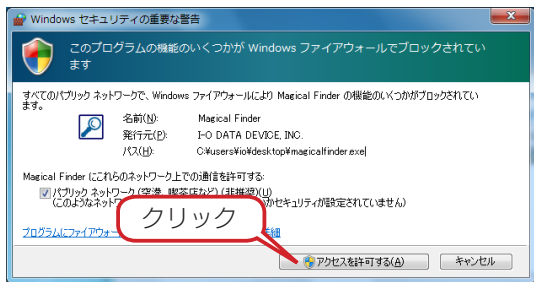 Windows セキュリティの重要な警告
このプログラムの機能のいくつかが Windows ファイアウォールでブロックされてい
ます
すべてのパブリック ネットワークで、Windows ファイアウォールにより Magical Finder の機能のいくつかがブロックされてい
ます。
名前(N): Magical Finder
発行元(P): I-O DATA DEVICE, INC.
パス(H): C:¥users¥io¥desktop¥magicalfinder.exe
Magical Finder にこれらのネットワーク上での通信を許可する:
パブリック ネットワーク (空港、喫茶店など) (非推奨)(U)
(このようなネットワ かセキュリティが設定されていません)
クリック
プログラムにファイアウォー 詳細
アクセスを許可する(A) キャンセル